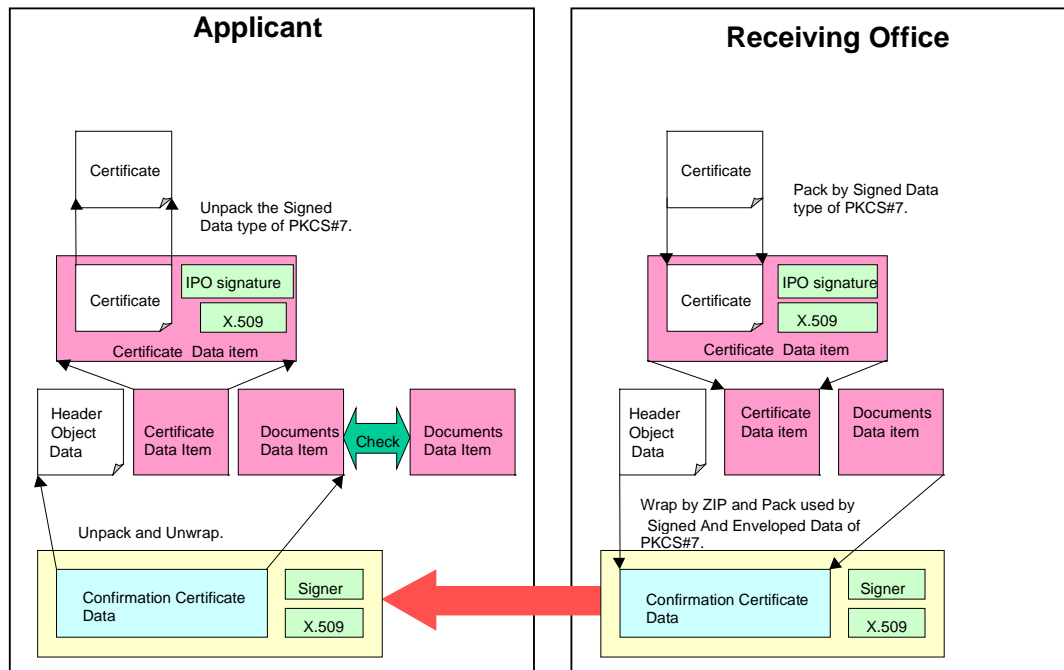 Applicant
Certificate
Unpack the Signed
Data type of PKCS#7.
Certificate
IPO signature
X.509
Certificate Data item
Header
Object
Data
Certificate
Data Item
Documents
Data Item
Check
Documents
Data Item
Unpack and Unwrap.
Confirmation Certificate
Data
Signer
X.509
Receiving Office
Certificate
Pack by Signed Data
type of PKCS#7.
Certificate
IPO signature
X.509
Certificate Data item
Header
Object
Data
Certificate
Data item
Documents
Data item
Wrap by ZIP and Pack used by
Signed And Enveloped Data of
PKCS#7.
Confirmation Certificate
Data
Signer
X.509